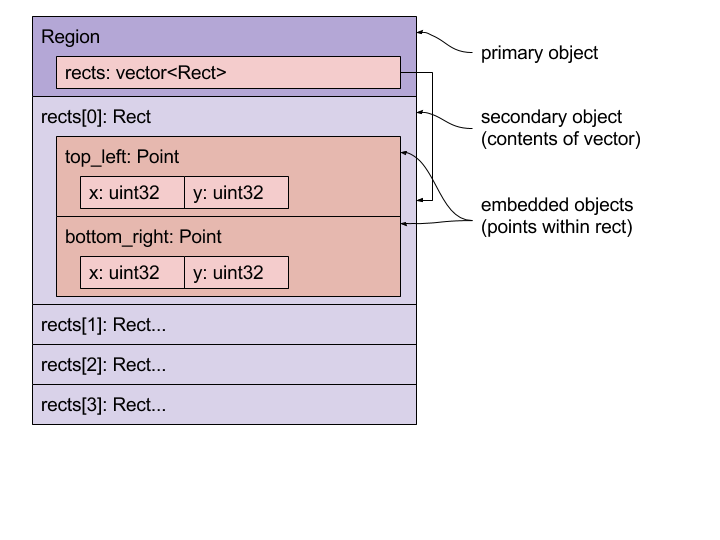 Region
rects: vector<Rect>
primary object
rects[0]: Rect
secondary object
(contents of vector)
top_left: Point
x: uint32 y: uint32
embedded objects
(points within rect)
bottom_right: Point
x: uint32 y: uint32
rects[1]: Rect...
rects[2]: Rect...
rects[3]: Rect...